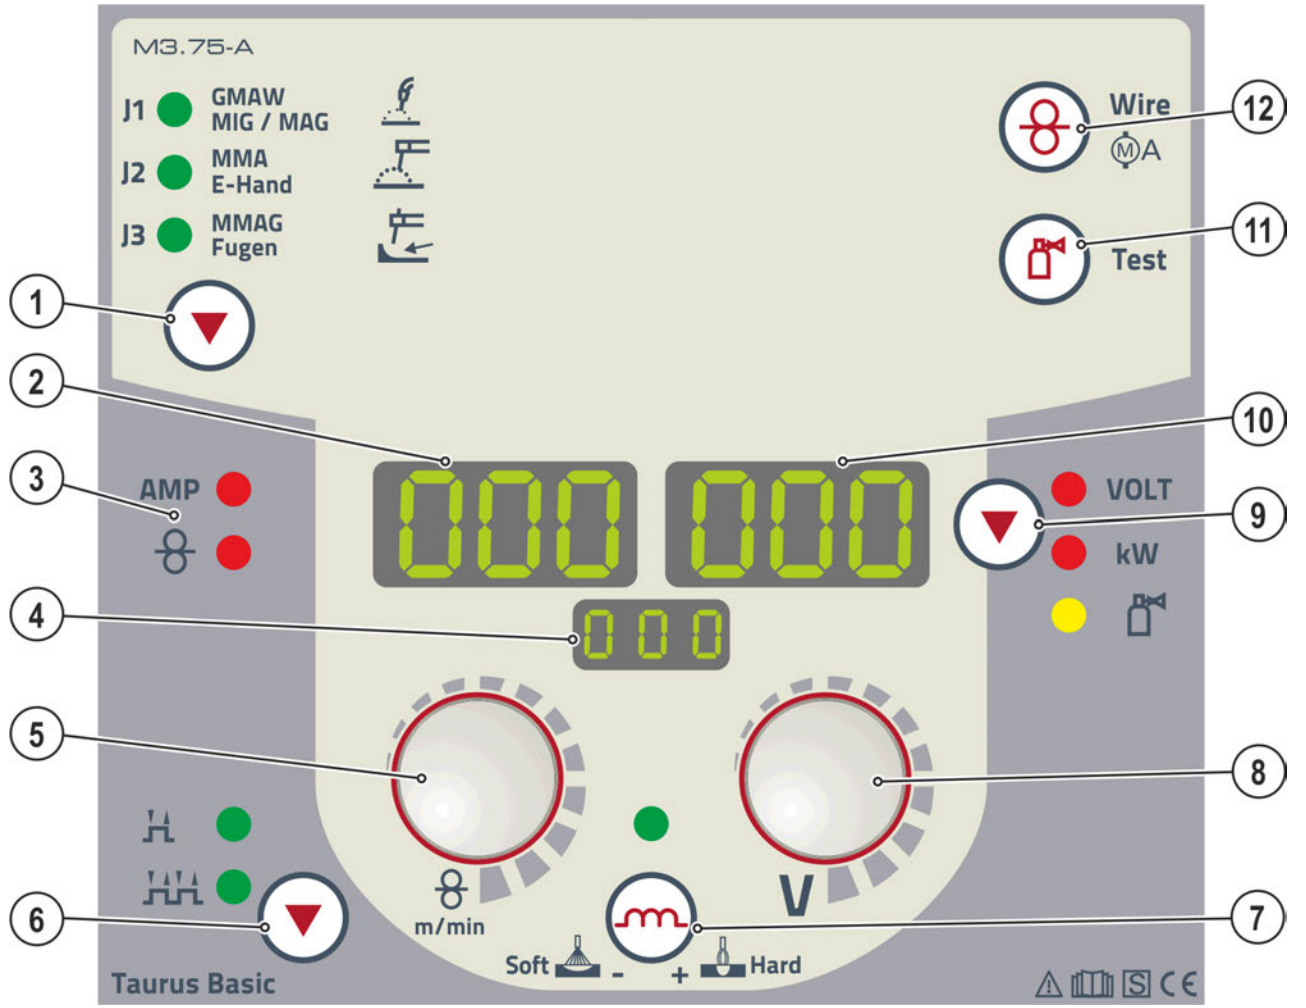 M3.75-A
J1 GMAW
MIG / MAG
J2 MMA
E-Hand
J3 MMAG
Fugen
12
Wire
M A
11
Test
1
2
3
AMP
000
000
10
VOLT
9
kW
4
000
5
8
m/min
V
6
7
Soft - + Hard
Taurus Basic
S CE